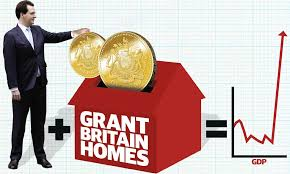 +
GRANT
BRITAIN
HOMES
=
GDP